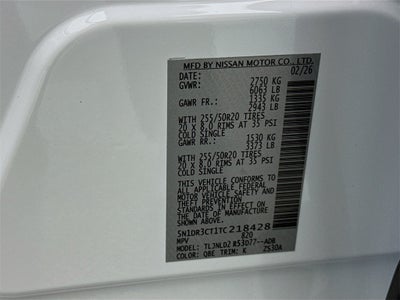 MFD BY NISSAN MOTOR CO., LTD.
DATE: 02/26
GVWR: 2750 KG
6063 LB
GAWR FR.: 1335 KG
2943 LB
WITH 255/50R20 TIRES
20 x 8.0 RIMS AT 35 PSI
COLD SINGLE
GAWR RR.: 1530 KG
3373 LB
WITH 255/50R20 TIRES
20 x 8.0 RIMS AT 35 PSI
COLD SINGLE
THIS VEHICLE CONFORMS TO ALL
APPLICABLE FEDERAL
MOTOR VEHICLE SAFETY
AND THEFT PREVENTION STANDARDS
IN EFFECT ON THE DATE OF
MANUFACTURE SHOWN ABOVE.
5N1DR3CT1TC218428
MPV 820
MODEL: TLJNLD2 R53D77--ADB
COLOR: QBE TRIM: K ZS30A